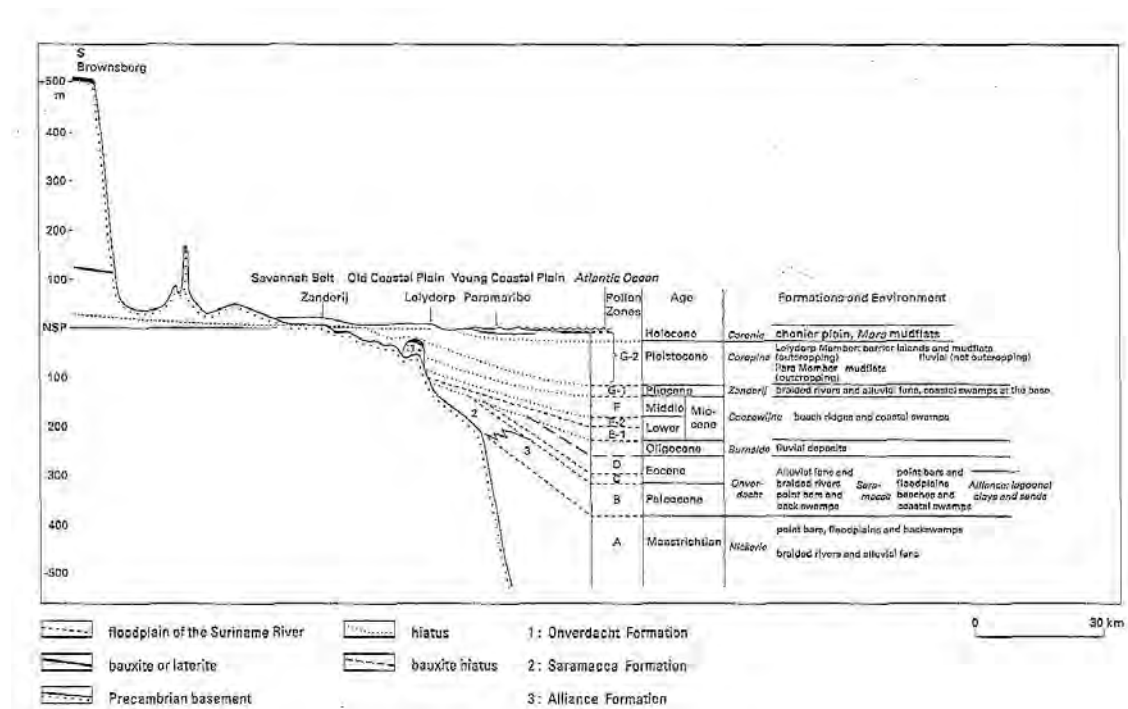 S
Brownsberg
500
m
400
300
200
100
NSP
100
200
300
400
500
Savannah Belt Old Coastal Plain Young Coastal Plain Atlantic Ocean
Zanderij Lelydorp Paramaribo
Pollen Zones
Age
Formations and Environment
Holocene Coronie chenier plain, Mara mudflats
G-2 Pleistocene Coropina Lelydorp Member: barrier islands and mudflats
(outcropping) fluvial (not outcropping)
Para Member mudflats
(outcropping)
G-1 Pliocene Zanderij braided rivers and alluvial fans, coastal swamps at the base
F Middle Mio-
cene
E-2 Lower
E-1
Coesewijne beach ridges and coastal swamps
Oligocene Burnside fluvial deposits
D Eocene
C
B Paleocene
Onver-
dacht
Alluvial fans and
braided rivers
point bars and
back swamps
Sara-
macca
point bars and
floodplains
beaches and
coastal swamps
Alliance: lagoonal
clays and sands
A Maastrichtian Nickerie point bars, floodplains and backswamps
braided rivers and alluvial fans
1
2
3
floodplain of the Suriname River
bauxite or laterite
Precambrian basement
hiatus
bauxite hiatus
1: Onverdacht Formation
2: Saramacca Formation
3: Alliance Formation
0 30 km